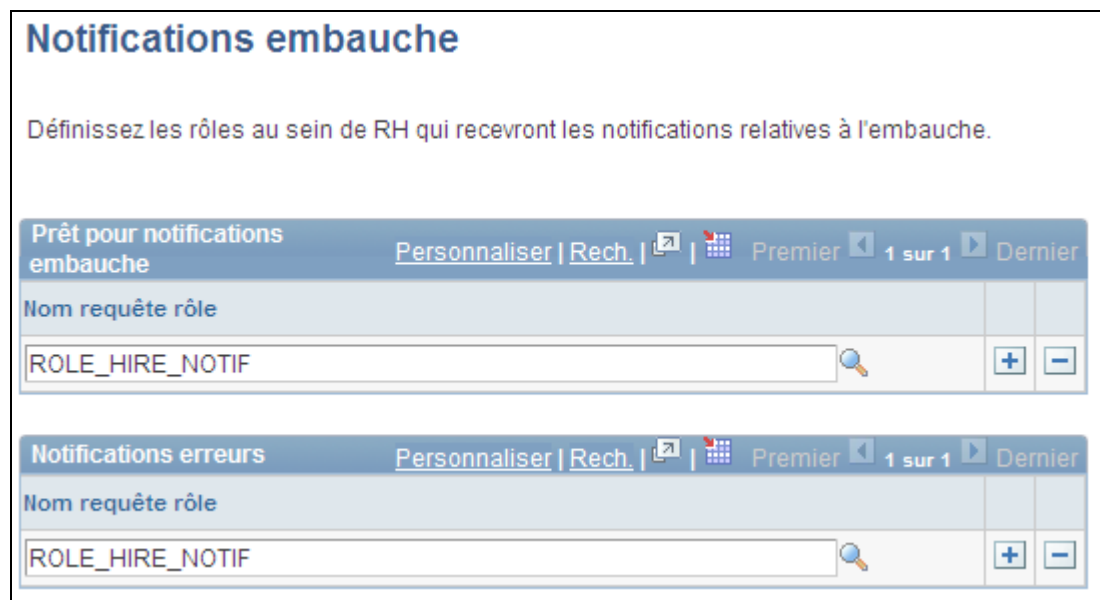 Notifications embauche
Définissez les rôles au sein de RH qui recevront les notifications relatives à l'embauche.
Prêt pour notifications embauche
Personnaliser | Rech. | | Premier 1 sur 1 Dernier
Nom requête rôle
ROLE_HIRE_NOTIF
Notifications erreurs Personnaliser | Rech. | | Premier 1 sur 1 Dernier
Nom requête rôle
ROLE_HIRE_NOTIF